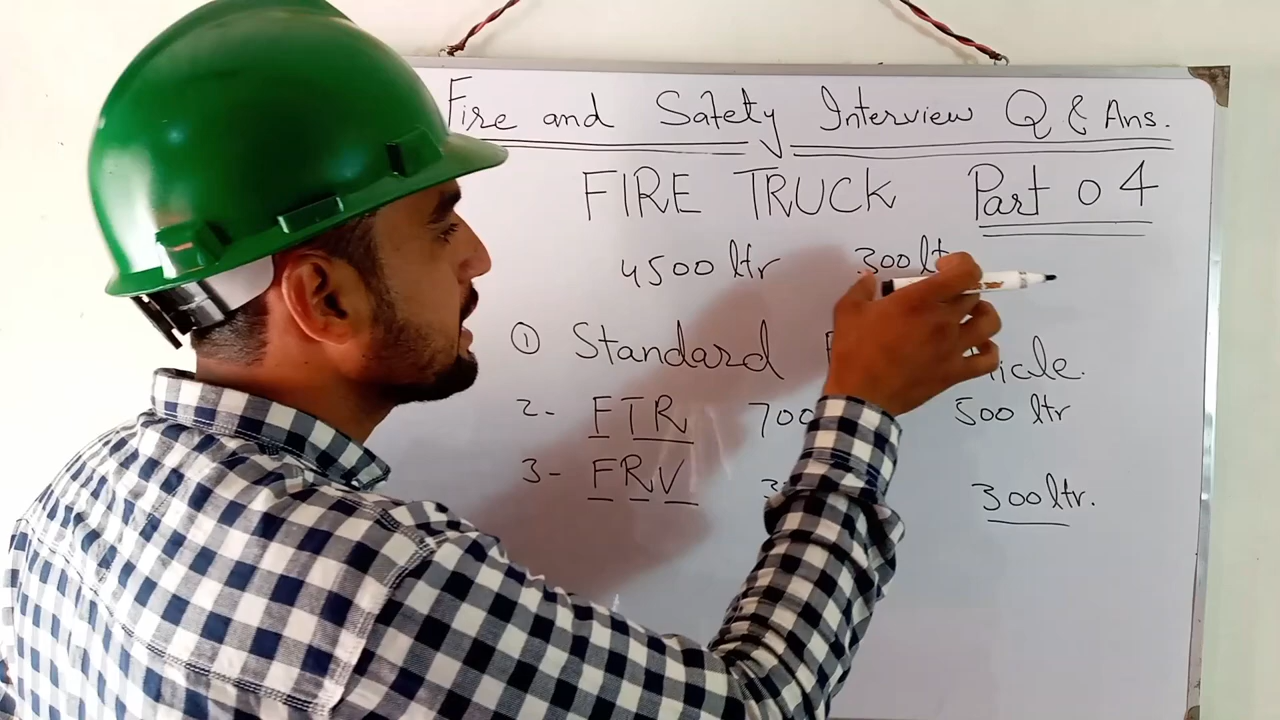 Fire and Safety Interview Q & Ans.
FIRE TRUCK Part 04
4500 ltr 300 lt
① Standard
2- FTR 700 500 ltr
3- FRV 300 ltr.